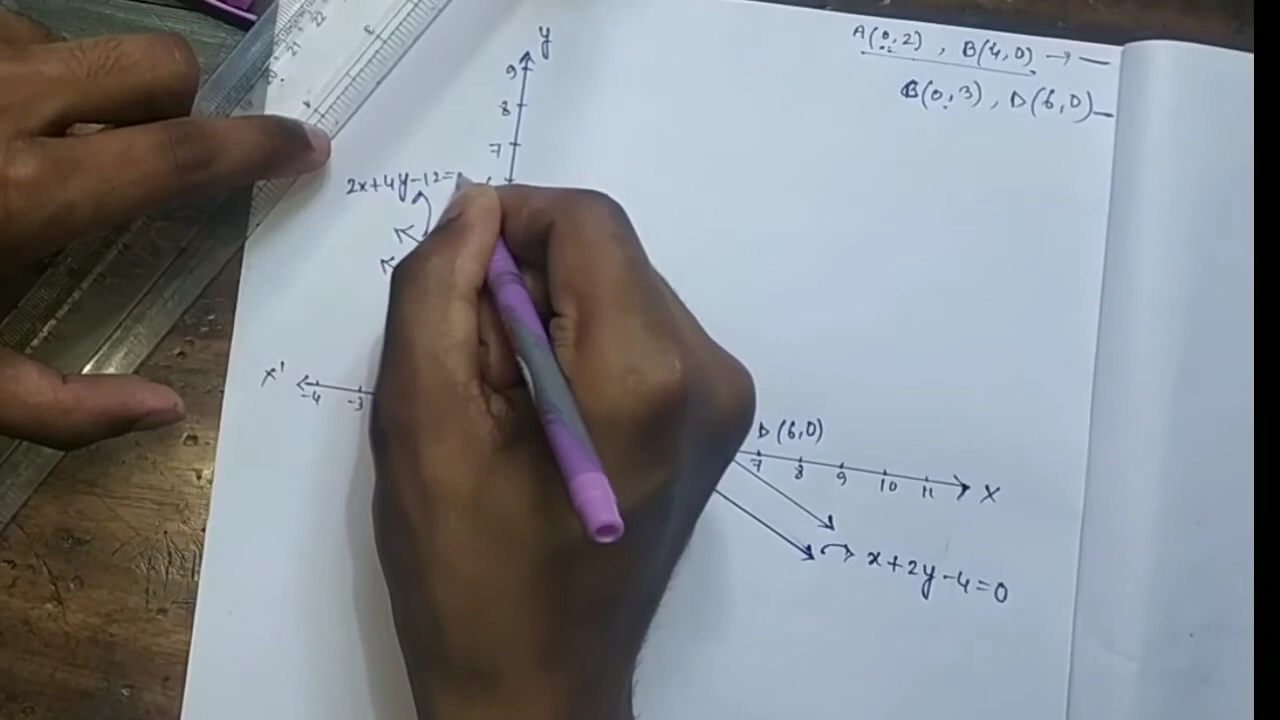 A(0,2), B(4,0) → —
C(0,3), D(6,0) —
y
9
8
7
2x+4y-12=
x'
-4 -3
D(6,0)
7 8 9 10 11 X
x+2y-4=0